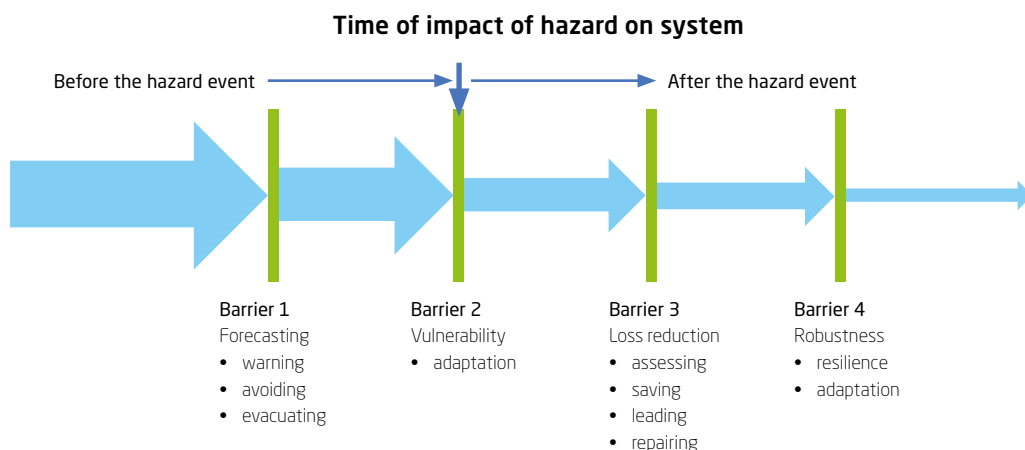 Time of impact of hazard on system
Before the hazard event
After the hazard event
Barrier 1
Forecasting
• warning
• avoiding
• evacuating
Barrier 2
Vulnerability
• adaptation
Barrier 3
Loss reduction
• assessing
• saving
• leading
• repairing
Barrier 4
Robustness
• resilience
• adaptation